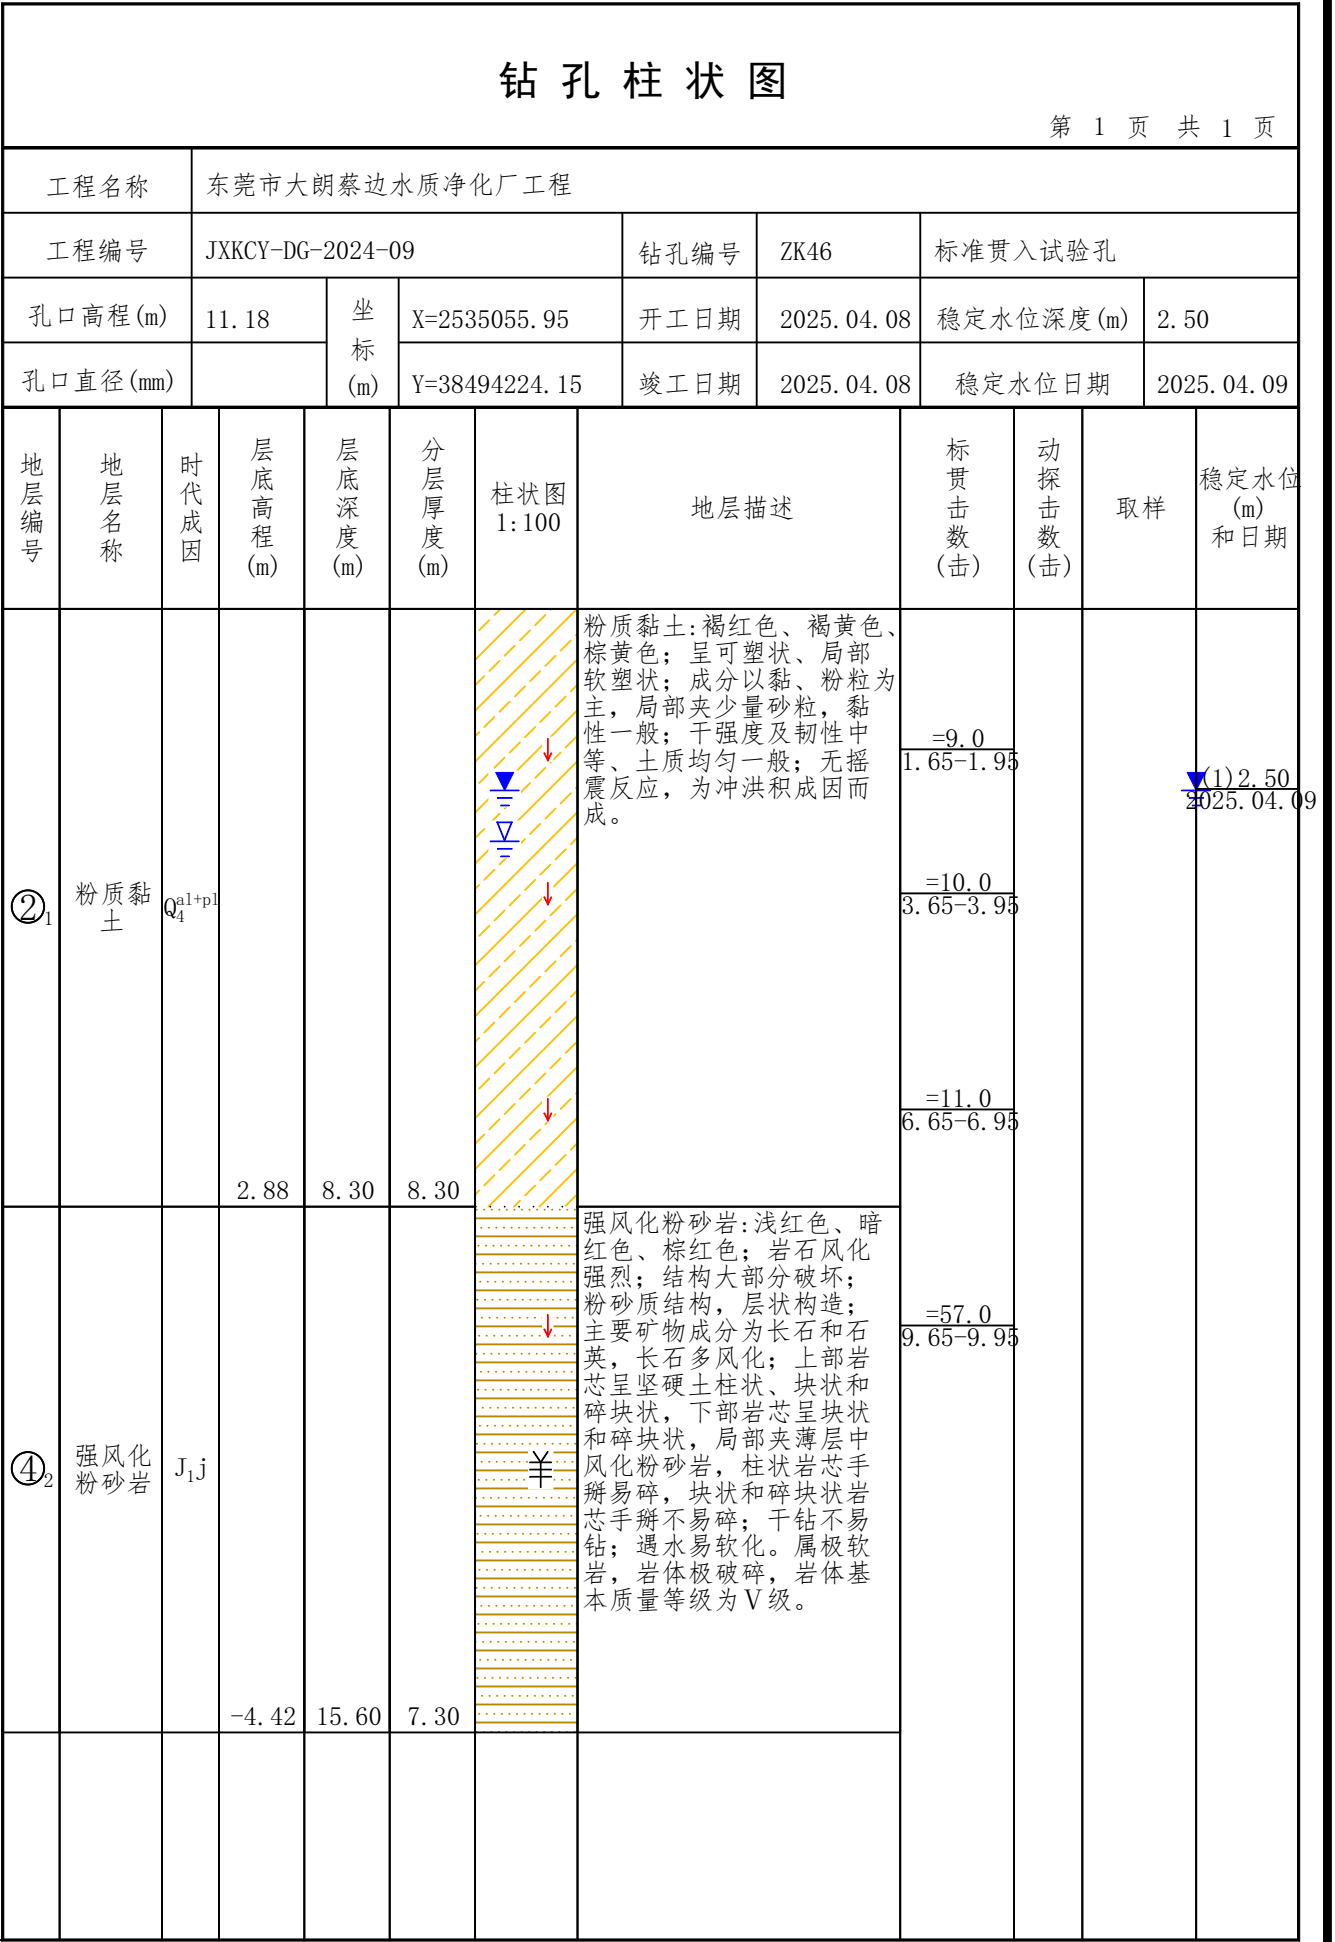 钻孔柱状图
第 1 页 共 1 页
工程名称 东莞市大朗蔡边水质净化厂工程
工程编号 JXKCY-DG-2024-09 钻孔编号 ZK46 标准贯入试验孔
孔口高程(m) 11.18 坐标(m) X=2535055.95 开工日期 2025.04.08 稳定水位深度(m) 2.50
孔口直径(mm) Y=38494224.15 竣工日期 2025.04.08 稳定水位日期 2025.04.09
地层编号 地层名称 时代成因 层底高程(m) 层底深度(m) 分层厚度(m) 柱状图 1:100 地层描述 标贯击数(击) 动探击数(击) 取样 稳定水位(m)和日期
粉质黏土:褐红色、褐黄色、
棕黄色；呈可塑状、局部
软塑状；成分以黏、粉粒为
主，局部夹少量砂粒，黏
性一般；干强度及韧性中
等、土质均匀一般；无摇
震反应，为冲洪积成因而
成。
=9.0
1.65-1.95
(1)2.50
2025.04.09
=10.0
3.65-3.95
②1 粉质黏土 Q4al+pl
=11.0
6.65-6.95
2.88 8.30 8.30
强风化粉砂岩:浅红色、暗
红色、棕红色；岩石风化
强烈；结构大部分破坏；
粉砂质结构，层状构造；
主要矿物成分为长石和石
英，长石多风化；上部岩
芯呈坚硬土柱状、块状和
碎块状，下部岩芯呈块状
和碎块状，局部夹薄层中
风化粉砂岩，柱状岩芯手
掰易碎，块状和碎块状岩
芯手掰不易碎；干钻不易
钻；遇水易软化。属极软
岩，岩体极破碎，岩体基
本质量等级为Ⅴ级。
=57.0
9.65-9.95
④2 强风化粉砂岩 J1j
-4.42 15.60 7.30